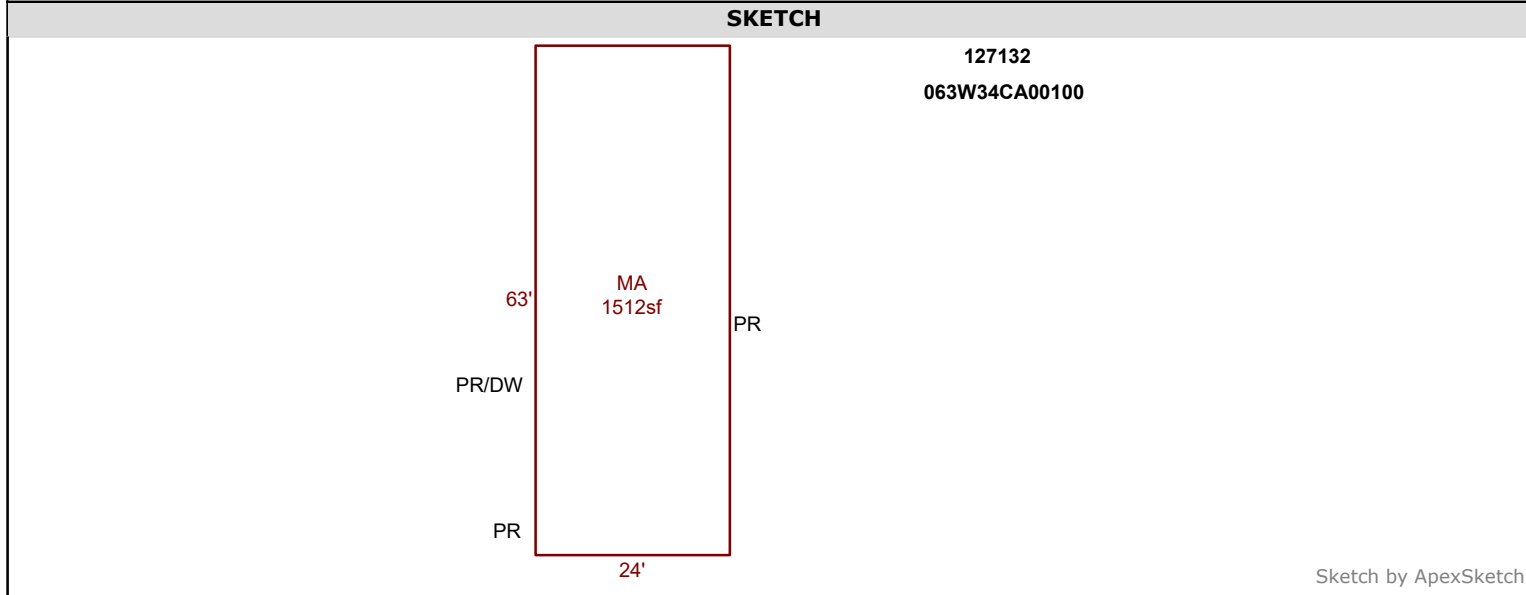 SKETCH
127132
063W34CA00100
MA
1512sf
63'
PR
PR/DW
PR
24'
Sketch by ApexSketch